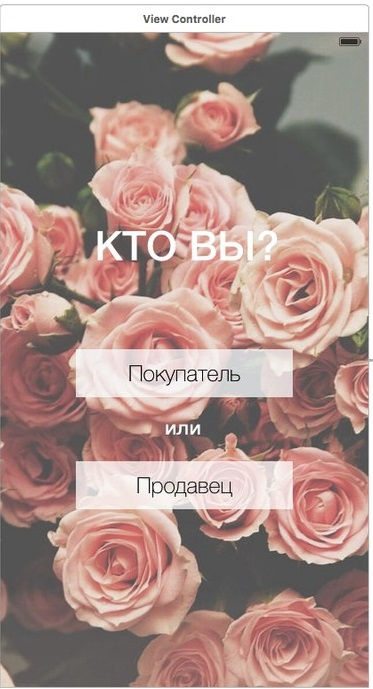 View Controller
КТО ВЫ?
Покупатель
или
Продавец